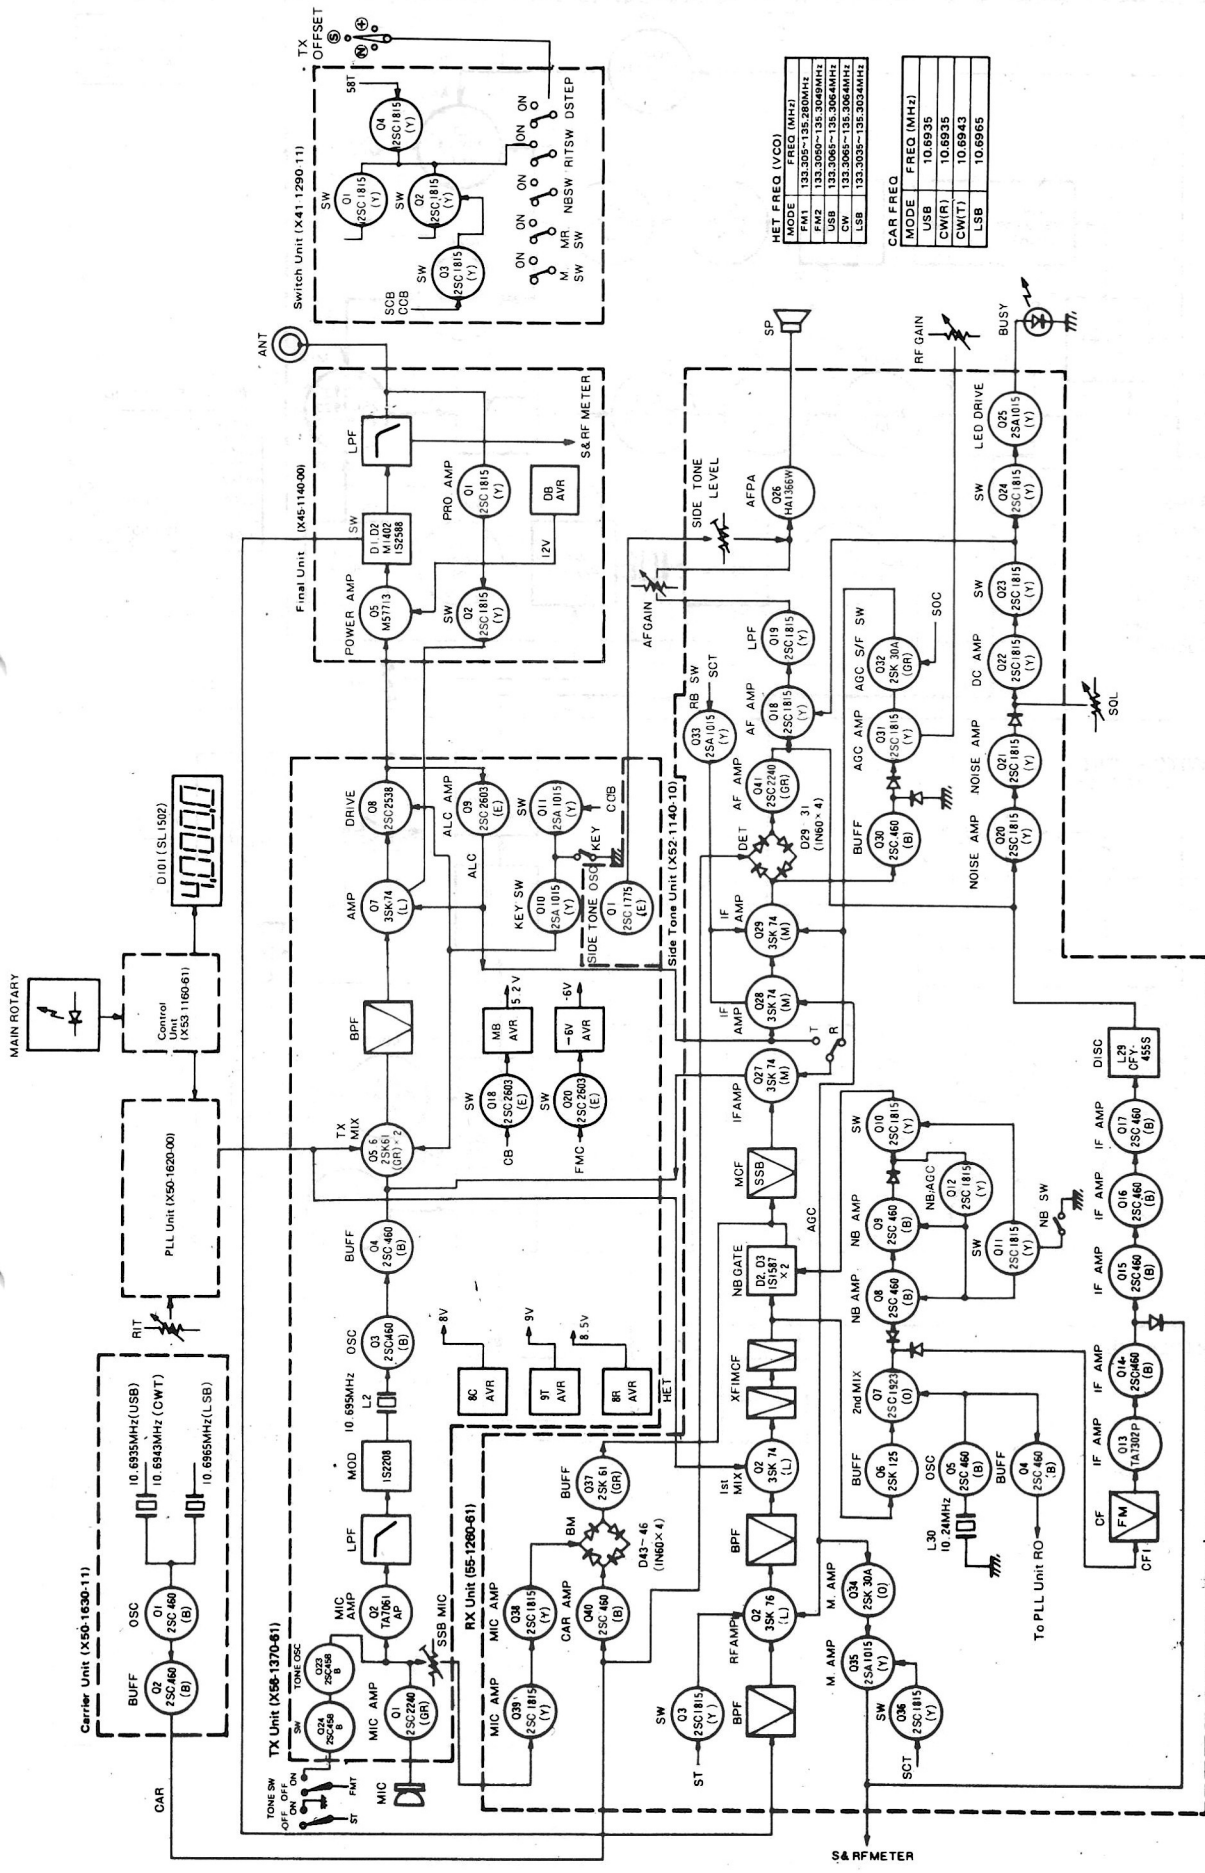 MAIN ROTARY
Control
Unit
(X53 1160-61)
D101 (SL1502)
4,000.0
PLL Unit (X50-1620-00)
RIT
Carrier Unit (X50-1630-11)
10.6935MHz(USB)
10.6943MHz(CWT)
10.6965MHz(LSB)
OSC
Q1
2SC460
(B)
BUFF
Q2
2SC460
(B)
CAR
TX Unit (X56-1370-61)
TONE SW
OFF OFF
ON ON
ST
FMT
SW
Q24
2SC458
B
TONE OSC
Q23
2SC458
B
MIC
MIC AMP
Q1
2SC2240
(GR)
SSB MIC
MIC
AMP
Q2
TA7061
AP
LPF
MOD
1S2208
10.695MHz
L2
OSC
Q3
2SC460
(B)
BUFF
Q4
2SC460
(B)
TX
MIX
Q5 6
2SK61
(GR)×2
BPF
AMP
Q7
3SK74
(L)
DRIVE
Q8
2SC2538
ALC AMP
Q9
2SC2603
(E)
ALC
KEY SW
Q10
2SA1015
(Y)
SW
Q11
2SA1015
(Y)
CCB
KEY
SIDE TONE OSC
Q1
2SC1775
(E)
Side Tone Unit (X52-1140-10)
8C
AVR
8V
9T
AVR
9V
8R
AVR
8.5V
HET
CB
SW
Q18
2SC2603
(E)
MB
AVR
5.2V
FMC
SW
Q20
2SC2603
(E)
-6V
AVR
-6V
Final Unit (X45-1140-00)
POWER AMP
Q5
M57713
SW
D1, D2
MI402
1S2588
LPF
ANT
SW
Q2
2SC1815
(Y)
PRO AMP
Q1
2SC1815
(Y)
12V
DB
AVR
S&RF METER
Switch Unit (X41-1290-11)
SCB
CCB
SW
Q3
2SC1815
(Y)
SW
Q1
2SC1815
(Y)
SW
Q2
2SC1815
(Y)
Q4
2SC1815
(Y)
58T
ON ON ON ON ON
M.
SW
MR.
SW
NBSW
RITSW
DSTEP
TX
OFFSET
N S +
RX Unit (55-1260-61)
MIC AMP
Q39
2SC1815
(Y)
MIC AMP
Q38
2SC1815
(Y)
CAR AMP
Q40
2SC460
(B)
BM
D43~46
(1N60×4)
BUFF
Q37
2SK61
(GR)
ST
SW
Q3
2SC1815
(Y)
BPF
RFAMP
Q2
3SK76
(L)
BPF
1st
MIX
Q2
3SK74
(L)
XF1MCF
NB GATE
D2, D3
1S1587
×2
MCF
SSB
IFAMP
Q27
3SK74
(M)
T
R
IF
AMP
Q28
3SK74
(M)
IF
AMP
Q29
3SK74
(M)
DET
D29 31
(1N60×4)
AF AMP
Q41
2SC2240
(GR)
RB SW
Q33
2SA1015
(Y)
SCT
AF AMP
Q18
2SC1815
(Y)
LPF
Q19
2SC1815
(Y)
AFGAIN
SIDE TONE
LEVEL
AFPA
Q26
HA1366W
SP
AGC
BUFF
Q30
2SC460
(B)
AGC AMP
Q31
2SC1815
(Y)
AGC S/F SW
Q32
2SK30A
(GR)
SOC
RF GAIN
M. AMP
Q34
2SK30A
(O)
M. AMP
Q35
2SA1015
(Y)
SW
Q36
2SC1815
(Y)
SCT
S&RFMETER
BUFF
Q6
2SK125
2nd MIX
Q7
2SC1923
(O)
NB AMP
Q8
2SC460
(B)
NB AMP
Q9
2SC460
(B)
SW
Q10
2SC1815
(Y)
NB.AGC
Q12
2SC1815
(Y)
SW
Q11
2SC1815
(Y)
NB SW
L30
10.24MHz
OSC
Q5
2SC460
(B)
BUFF
Q4
2SC460
(B)
To PLL Unit RO
CF
FM
CF1
IF AMP
Q13
TA7302P
IF AMP
Q14
2SC460
(B)
IF AMP
Q15
2SC460
(B)
IF AMP
Q16
2SC460
(B)
IF AMP
Q17
2SC460
(B)
DISC
L29
CFY-
455S
NOISE AMP
Q20
2SC1815
(Y)
NOISE AMP
Q21
2SC1815
(Y)
SQL
DC AMP
Q22
2SC1815
(Y)
SW
Q23
2SC1815
(Y)
SW
Q24
2SC1815
(Y)
LED DRIVE
Q25
2SA1015
(Y)
BUSY
HET FREQ (VCO)
MODE FREQ (MHz)
FM1 133.305~135.280MHz
FM2 133.3050~135.3049MHz
USB 133.3065~135.3064MHz
CW 133.3065~135.3064MHz
LSB 133.3035~135.3034MHz
CAR FREQ
MODE FREQ (MHz)
USB 10.6935
CW(R) 10.6935
CW(T) 10.6943
LSB 10.6965